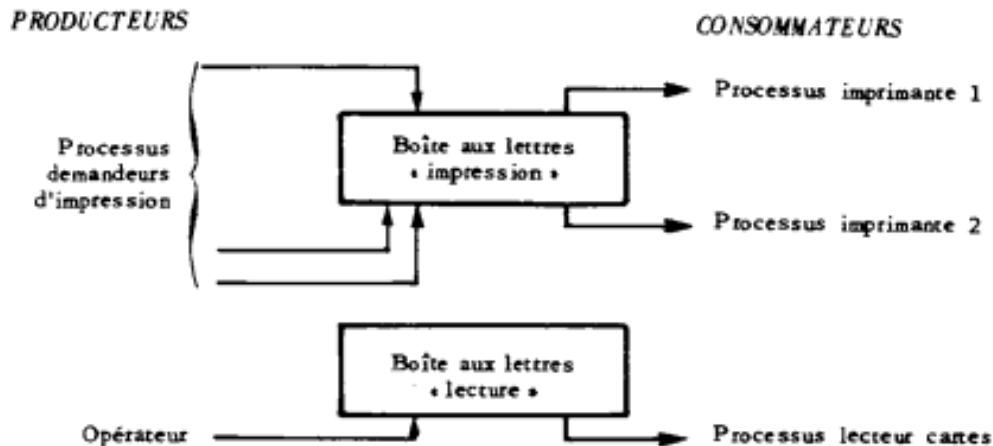 PRODUCTEURS
CONSOMMATEURS
Processus imprimante 1
Boîte aux lettres
« impression »
Processus
demandeurs
d'impression
Processus imprimante 2
Boîte aux lettres
« lecture »
Opérateur
Processus lecteur cartes